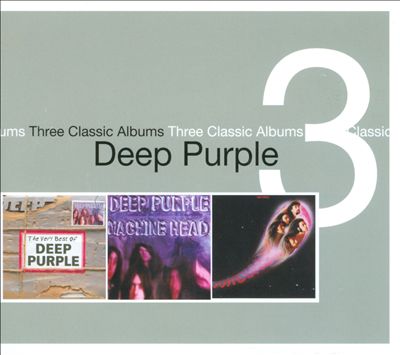 3
ums Three Classic Albums Three Classic Albums Classic
Deep Purple
DEEP
The Very Best Of
DEEP
PURPLE
DEEP PURPLE
MACHINE HEAD